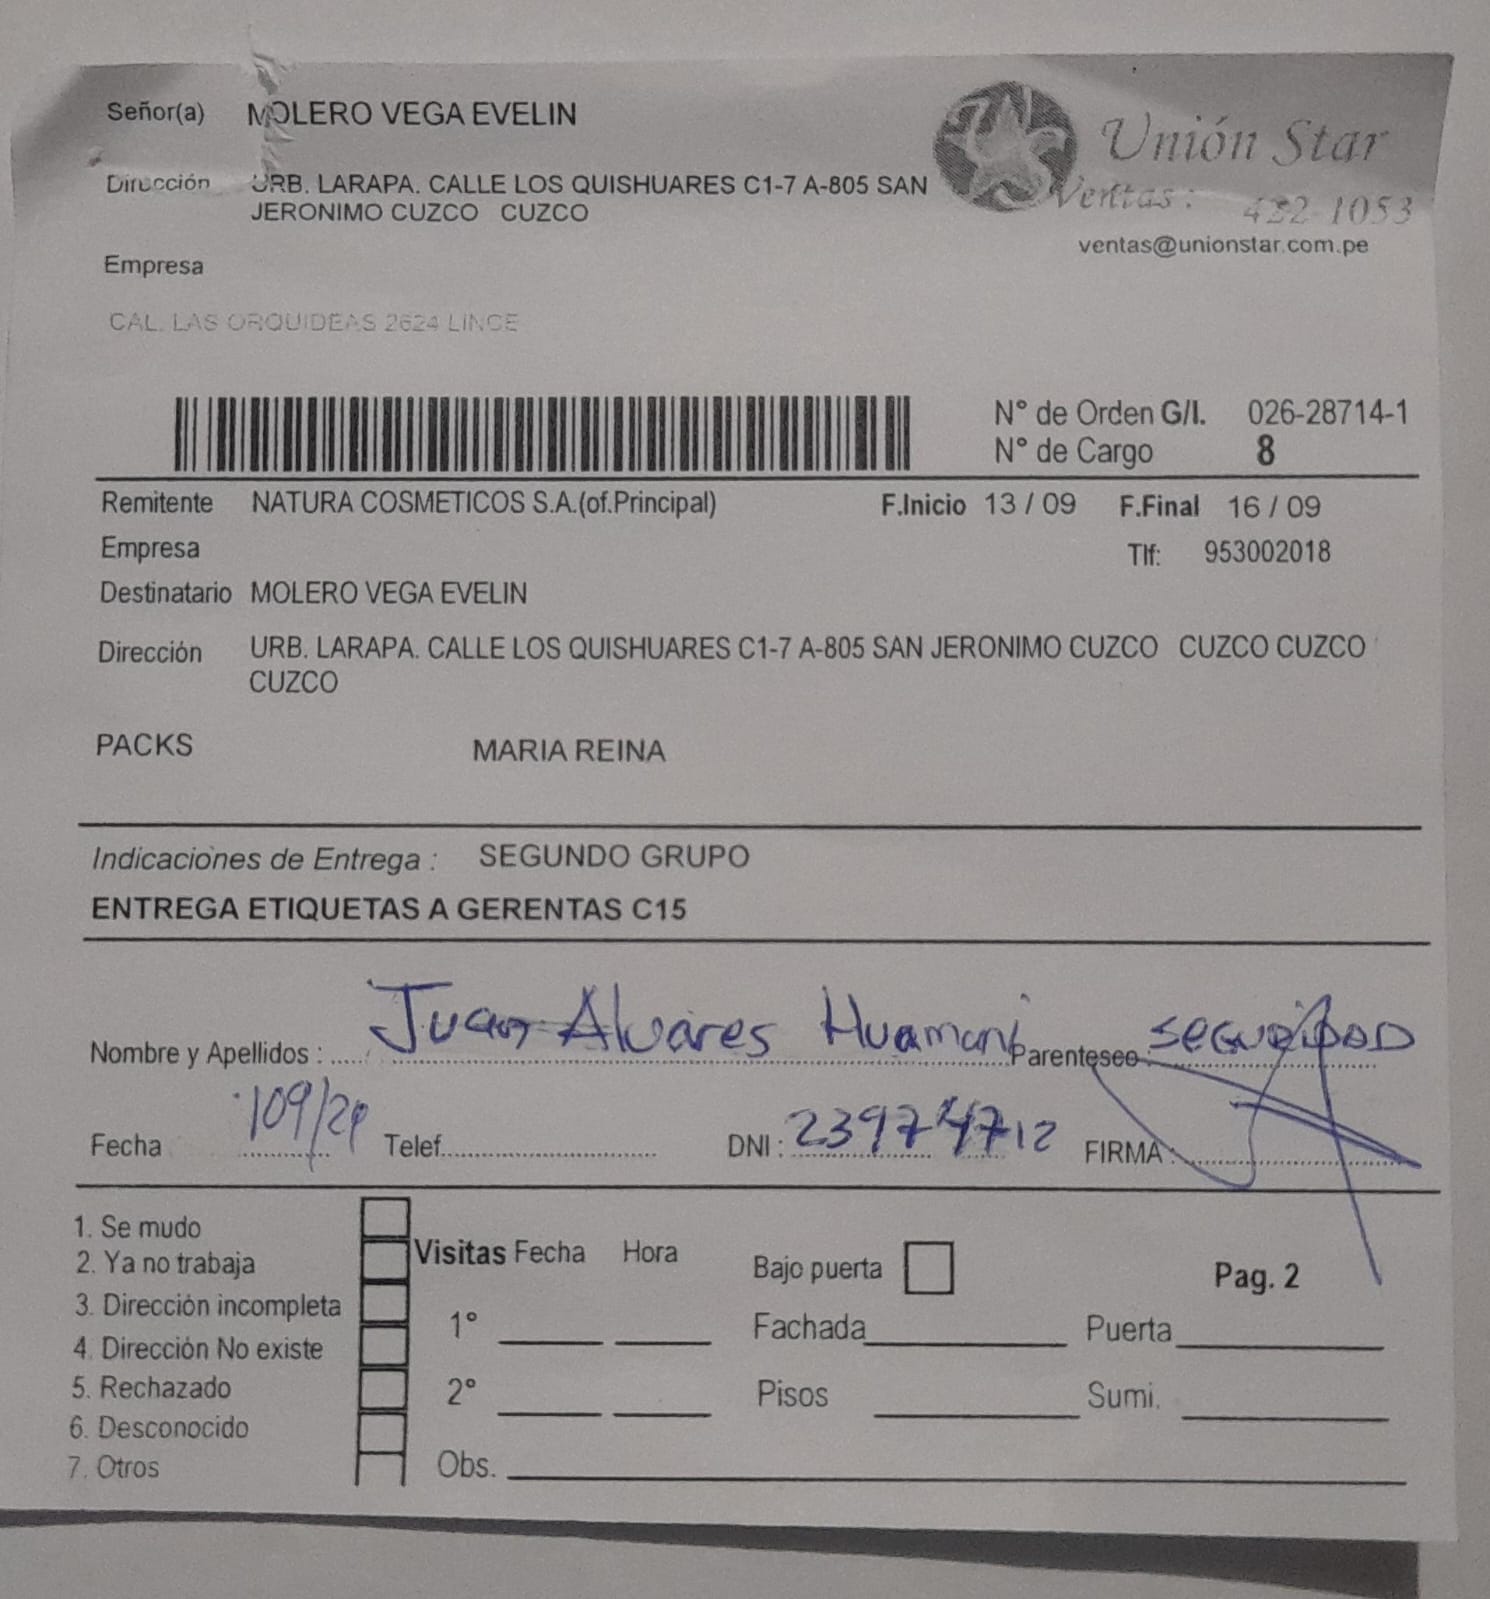 Señor(a) MOLERO VEGA EVELIN
Unión Star
Dirección URB. LARAPA. CALLE LOS QUISHUARES C1-7 A-805 SAN
JERONIMO CUZCO CUZCO
Ventas: 422-1053
ventas@unionstar.com.pe
Empresa
CAL. LAS ORQUIDEAS 2624 LINCE
N° de Orden G/I. 026-28714-1
N° de Cargo 8
Remitente NATURA COSMETICOS S.A.(of.Principal) F.Inicio 13 / 09 F.Final 16 / 09
Empresa Tlf: 953002018
Destinatario MOLERO VEGA EVELIN
Dirección URB. LARAPA. CALLE LOS QUISHUARES C1-7 A-805 SAN JERONIMO CUZCO CUZCO CUZCO
CUZCO
PACKS MARIA REINA
Indicaciones de Entrega : SEGUNDO GRUPO
ENTREGA ETIQUETAS A GERENTAS C15
Nombre y Apellidos : Juan Alvares Huamani Parentesco : SEGURIDAD
Fecha Telef. DNI : 23974712 FIRMA :
1. Se mudo
2. Ya no trabaja
3. Dirección incompleta
4. Dirección No existe
5. Rechazado
6. Desconocido
7. Otros
Visitas Fecha Hora
1°
2°
Obs.
Bajo puerta
Pag. 2
Fachada Puerta
Pisos Sumi.